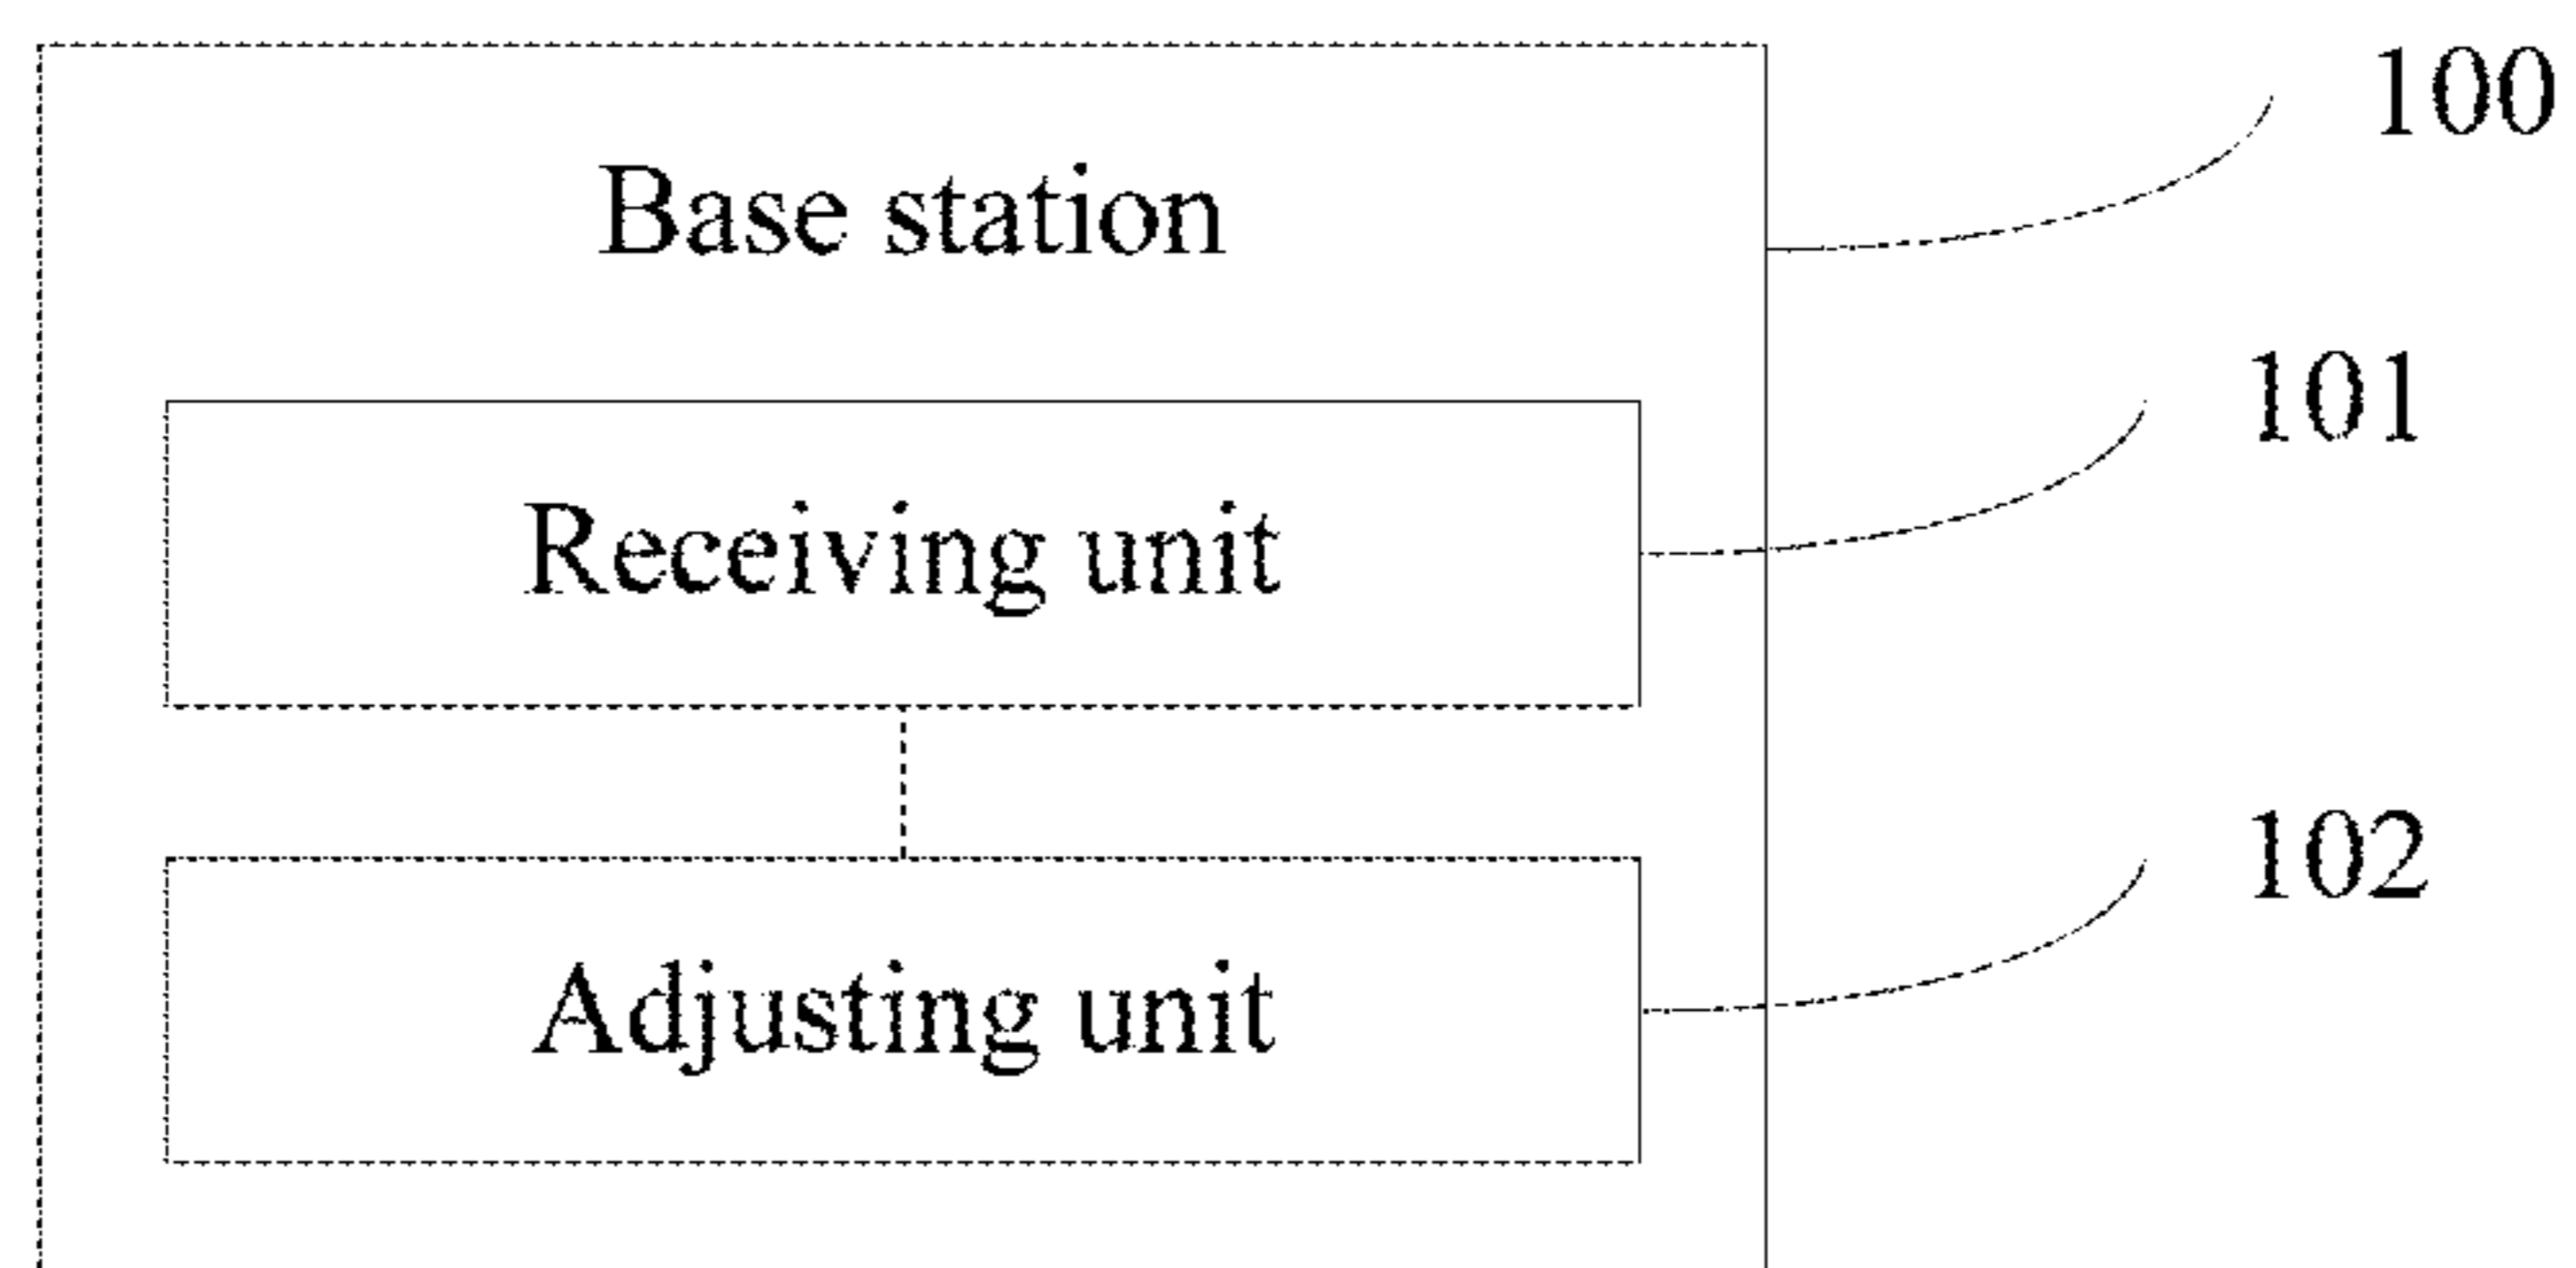 100
Base station
101
Receiving unit
102
Adjusting unit